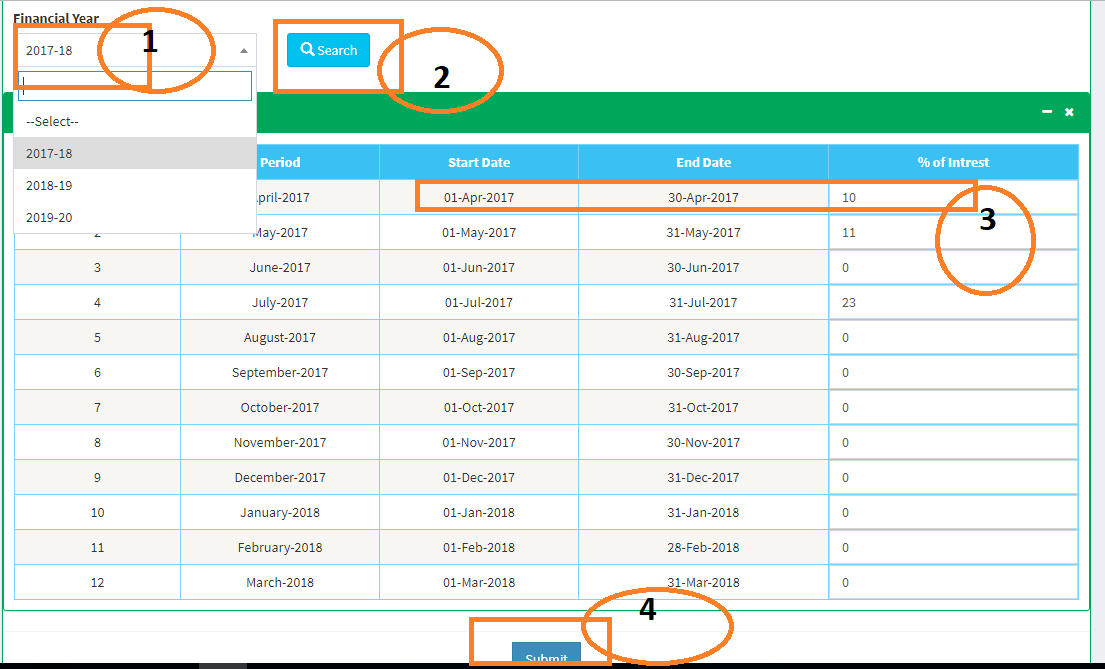 Financial Year
2017-18 1
Search
2
--Select--
2017-18
2018-19
2019-20
Period Start Date End Date % of Intrest
pril-2017 01-Apr-2017 30-Apr-2017 10
3
2 May-2017 01-May-2017 31-May-2017 11
3 June-2017 01-Jun-2017 30-Jun-2017 0
4 July-2017 01-Jul-2017 31-Jul-2017 23
5 August-2017 01-Aug-2017 31-Aug-2017 0
6 September-2017 01-Sep-2017 30-Sep-2017 0
7 October-2017 01-Oct-2017 31-Oct-2017 0
8 November-2017 01-Nov-2017 30-Nov-2017 0
9 December-2017 01-Dec-2017 31-Dec-2017 0
10 January-2018 01-Jan-2018 31-Jan-2018 0
11 February-2018 01-Feb-2018 28-Feb-2018 0
12 March-2018 01-Mar-2018 31-Mar-2018 0
4
Submit